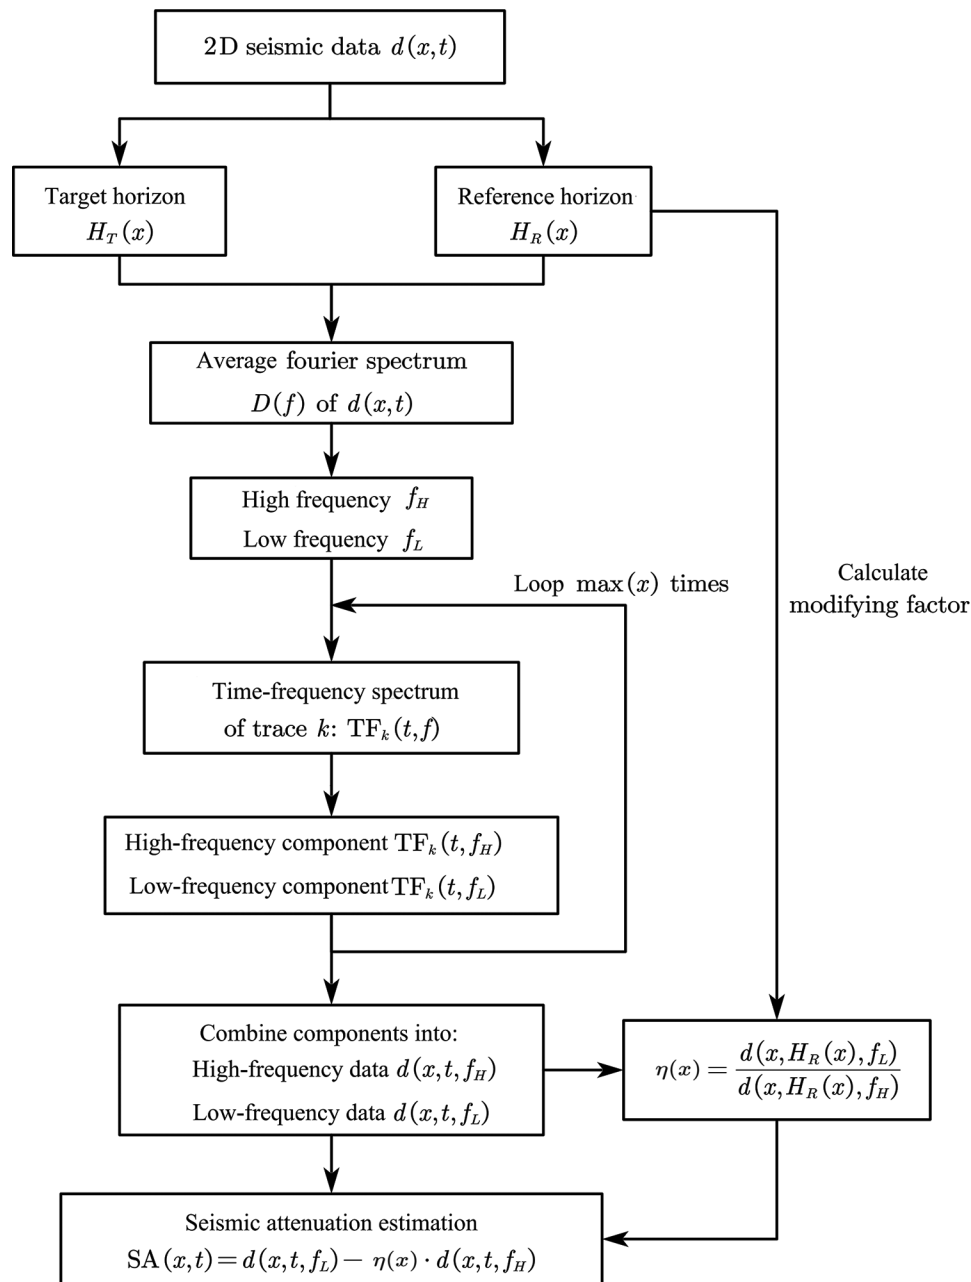 2D seismic data d(x,t)
Target horizon
H_T(x)
Reference horizon
H_R(x)
Average fourier spectrum
D(f) of d(x,t)
High frequency f_H
Low frequency f_L
Loop max(x) times
Calculate
modifying factor
Time-frequency spectrum
of trace k: TF_k(t,f)
High-frequency component TF_k(t,f_H)
Low-frequency component TF_k(t,f_L)
Combine components into:
High-frequency data d(x,t,f_H)
Low-frequency data d(x,t,f_L)
η(x) = d(x,H_R(x),f_L) / d(x,H_R(x),f_H)
Seismic attenuation estimation
SA(x,t) = d(x,t,f_L) − η(x) · d(x,t,f_H)